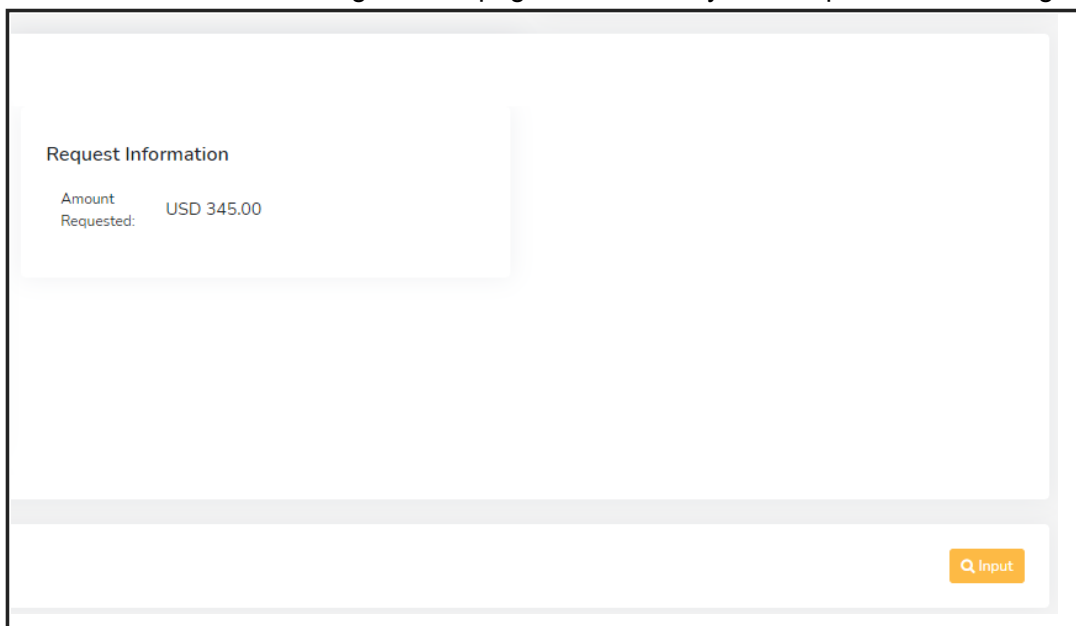 Request Information
Amount
Requested:
USD 345.00
Input